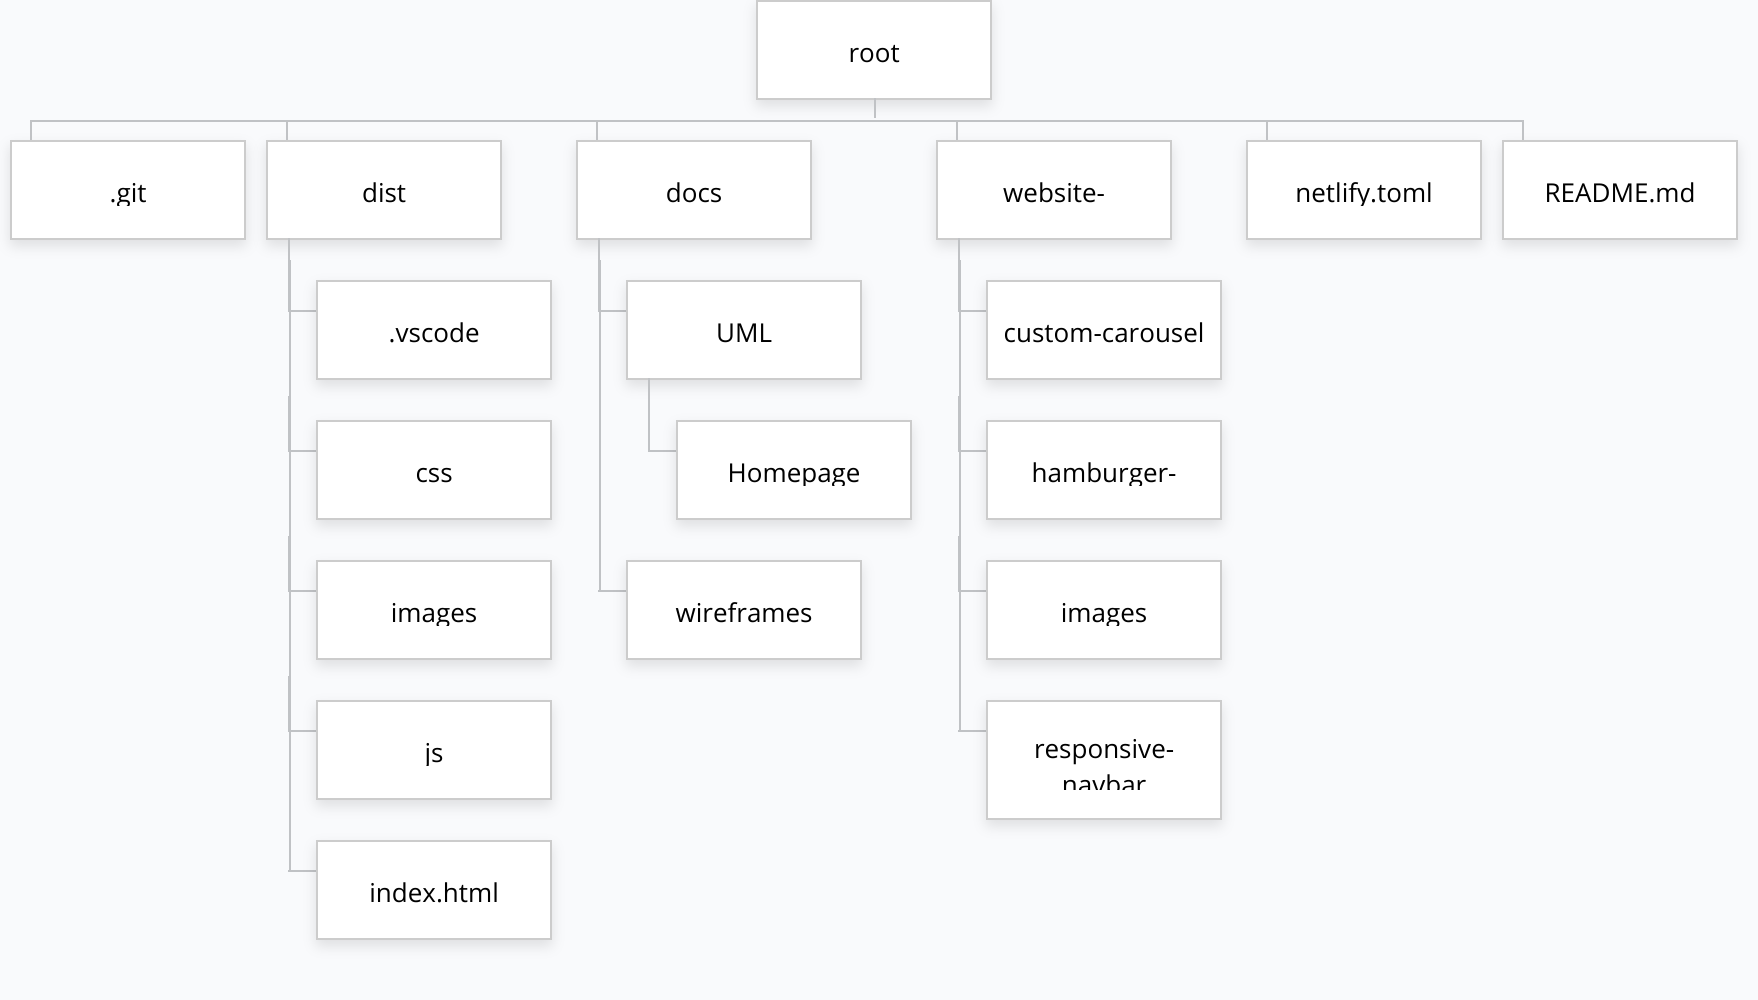 root
.git
dist
docs
website-
netlify.toml
README.md
.vscode
UML
custom-carousel
css
Homepage
hamburger-
images
wireframes
images
js
responsive-
navbar
index.html